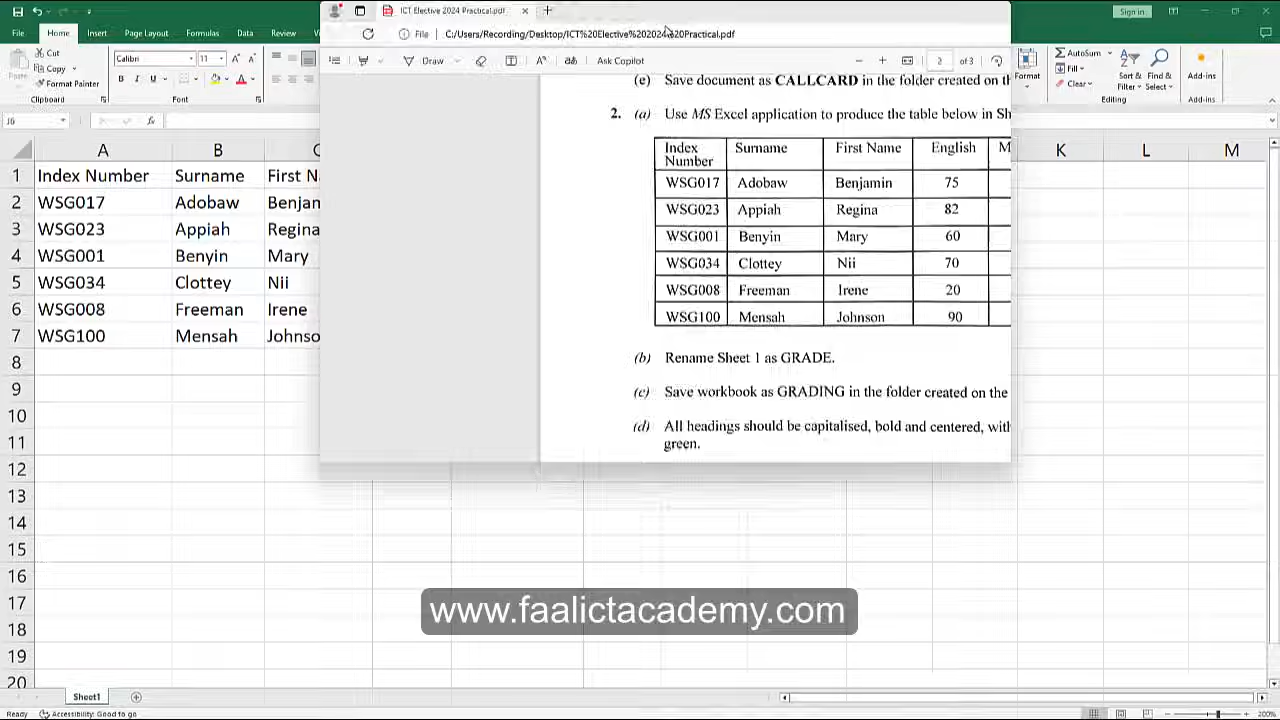 ICT Elective 2024 Practical.pdf
Sign in
File Home Insert Page Layout Formulas Data Review
File C:/Users/Recording/Desktop/ICT%20Elective%202024%20Practical.pdf
Cut
Copy
Format Painter
Clipboard
Calibri 11
B I U
Font
Draw Ask Copilot 2 of 3
Format
AutoSum
Fill
Clear
Sort & Filter
Find & Select
Editing
Add-ins
Add-ins
J6 fx
A B C K L M
1 Index Number Surname First N
2 WSG017 Adobaw Benjan
3 WSG023 Appiah Regina
4 WSG001 Benyin Mary
5 WSG034 Clottey Nii
6 WSG008 Freeman Irene
7 WSG100 Mensah Johnso
8
9
10
11
12
13
14
15
16
17
18
19
20
(e) Save document as CALLCARD in the folder created on th
2. (a) Use MS Excel application to produce the table below in Sh
Index Number Surname First Name English M
WSG017 Adobaw Benjamin 75
WSG023 Appiah Regina 82
WSG001 Benyin Mary 60
WSG034 Clottey Nii 70
WSG008 Freeman Irene 20
WSG100 Mensah Johnson 90
(b) Rename Sheet 1 as GRADE.
(c) Save workbook as GRADING in the folder created on the
(d) All headings should be capitalised, bold and centered, with
green.
www.faalictacademy.com
Sheet1
Ready Accessibility: Good to go 200%